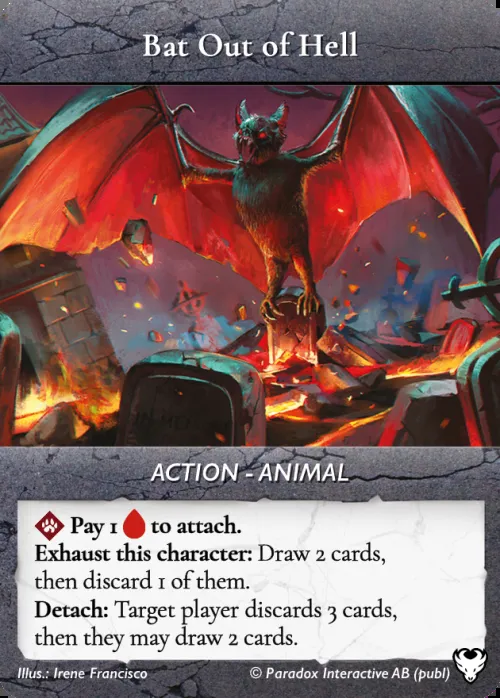 Bat Out of Hell
ACTION - ANIMAL
Pay 1 to attach.
Exhaust this character: Draw 2 cards,
then discard 1 of them.
Detach: Target player discards 3 cards,
then they may draw 2 cards.
Illus.: Irene Francisco © Paradox Interactive AB (publ)